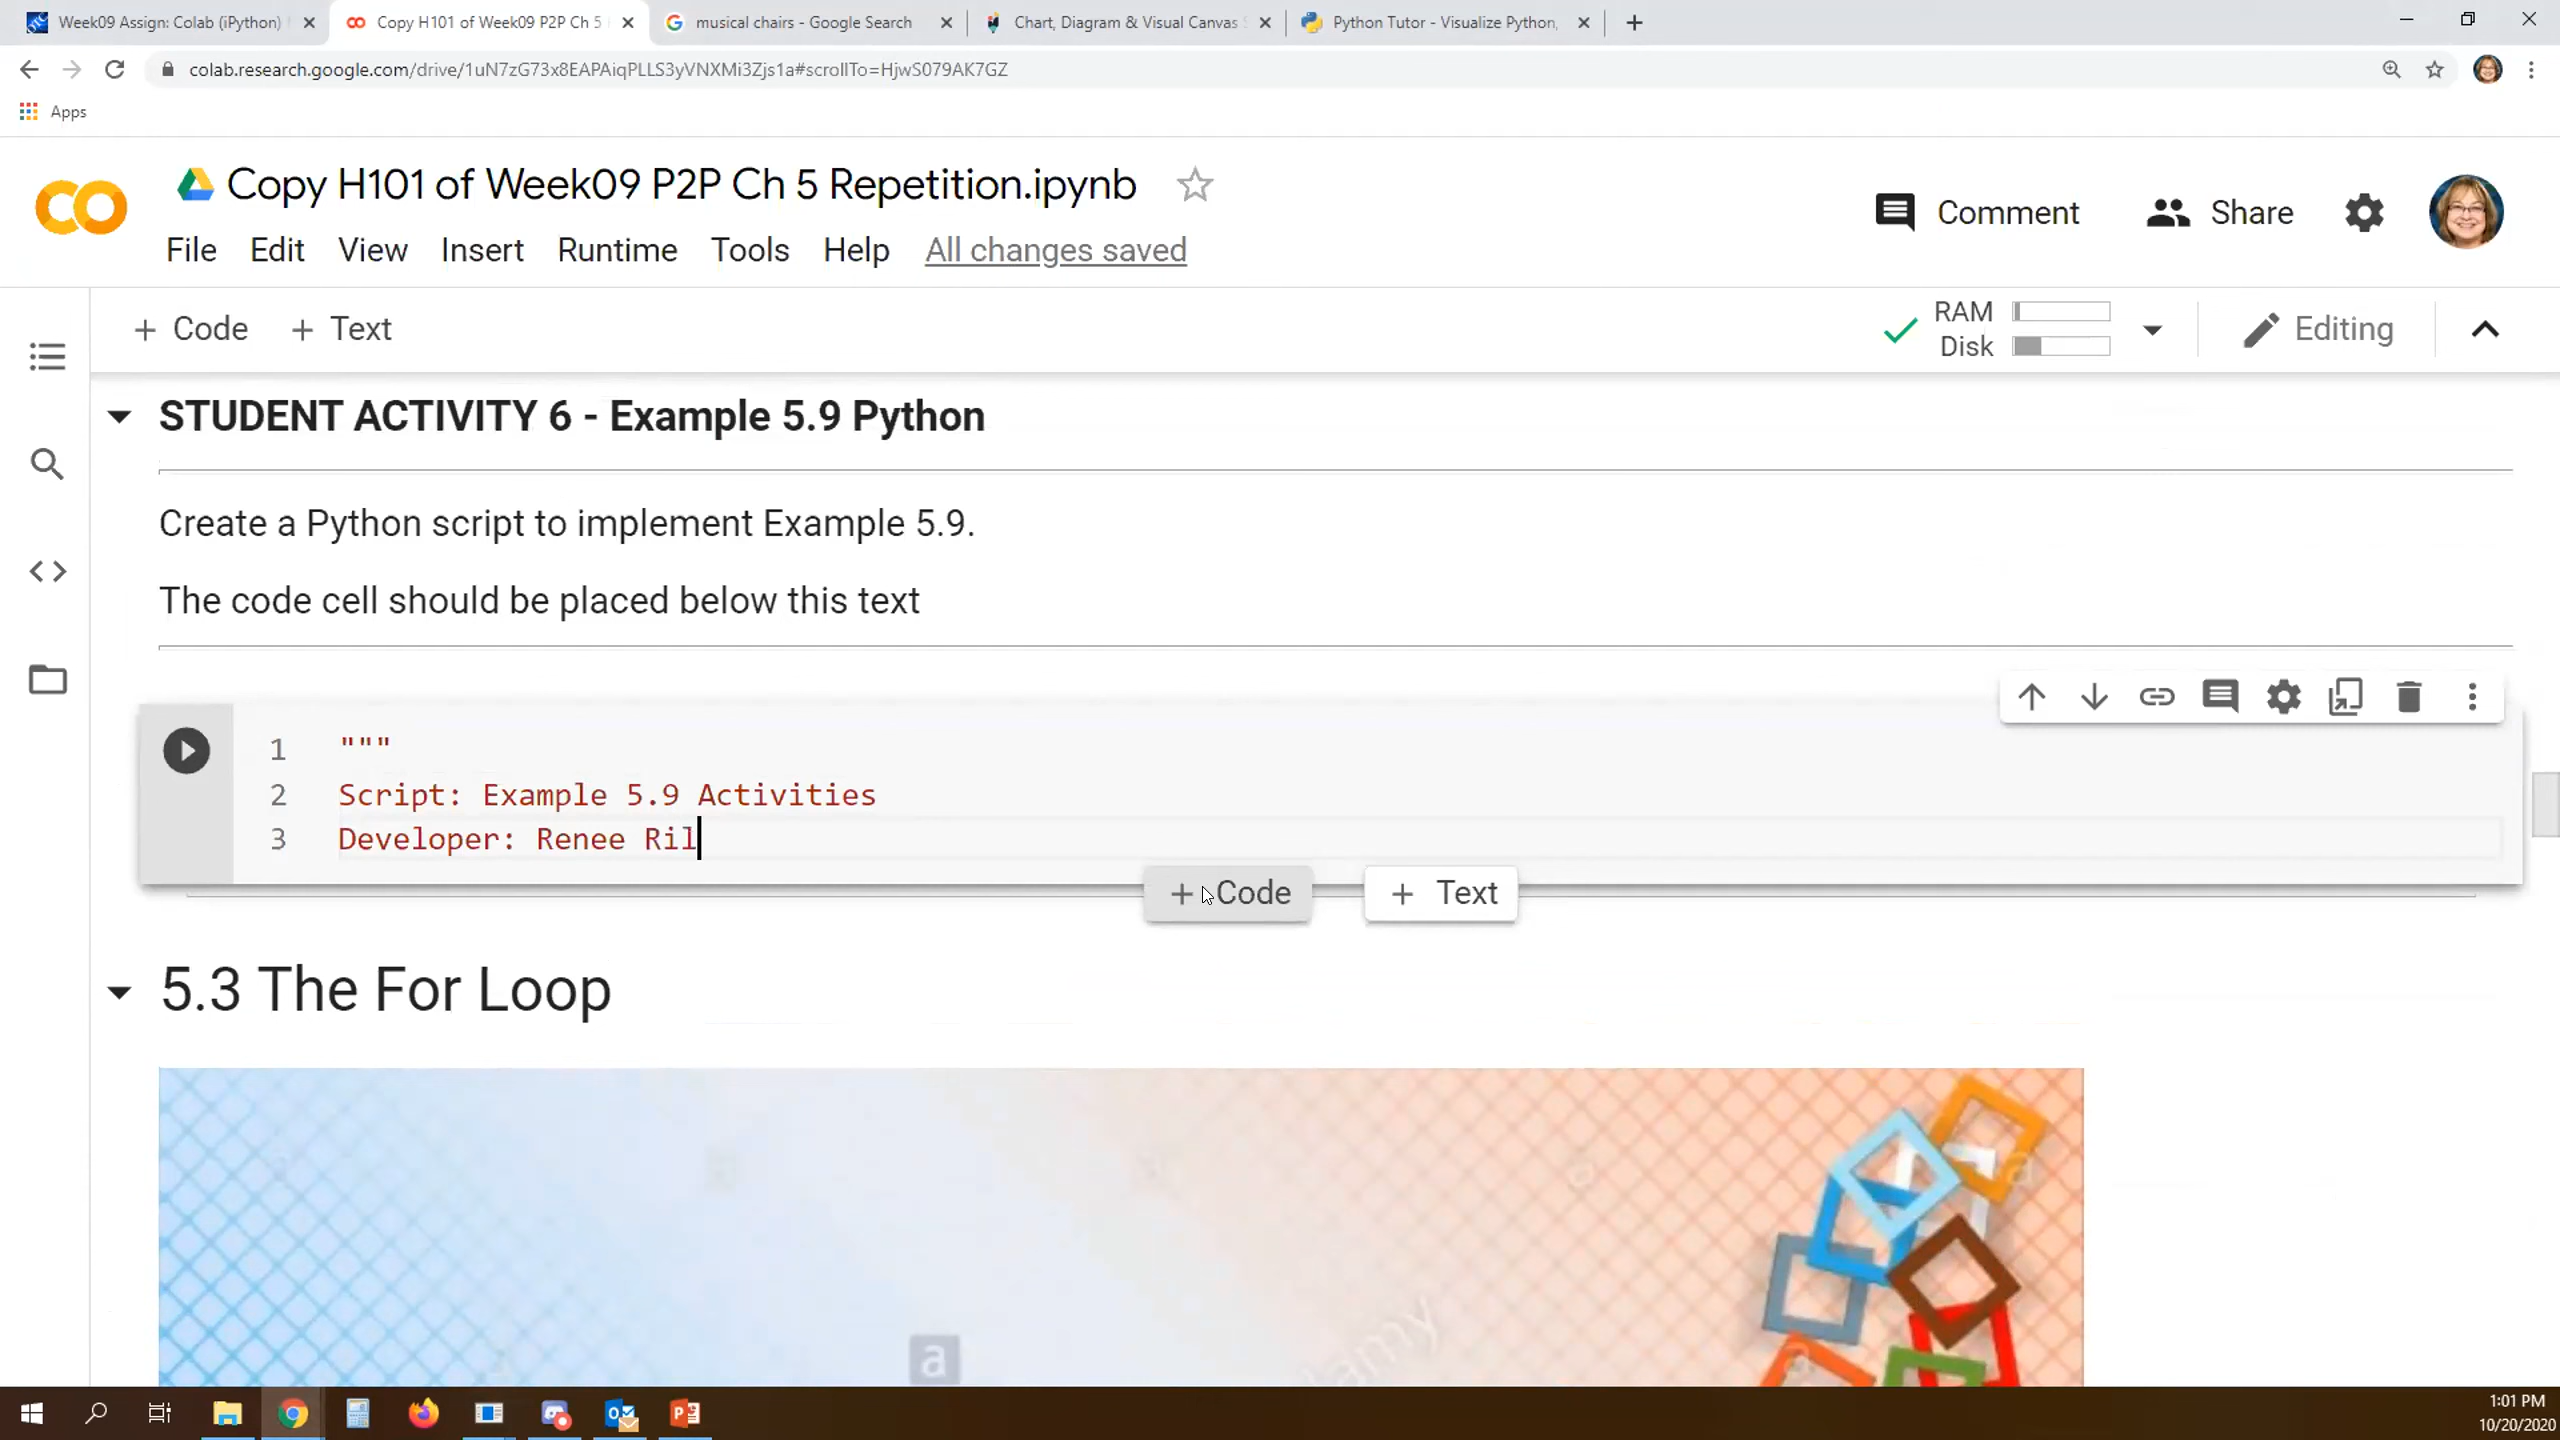 Week09 Assign: Colab (iPython)
Copy H101 of Week09 P2P Ch 5
musical chairs - Google Search
Chart, Diagram & Visual Canvas S
Python Tutor - Visualize Python,
colab.research.google.com/drive/1uN7zG73x8EAPAiqPLLS3yVNXMi3Zjs1a#scrollTo=HjwS079AK7GZ
Apps
Copy H101 of Week09 P2P Ch 5 Repetition.ipynb
Comment
Share
File Edit View Insert Runtime Tools Help All changes saved
+ Code + Text
RAM
Disk
Editing
STUDENT ACTIVITY 6 - Example 5.9 Python
Create a Python script to implement Example 5.9.
The code cell should be placed below this text
1 """
2 Script: Example 5.9 Activities
3 Developer: Renee Ril
+ Code + Text
5.3 The For Loop
a
a
1:01 PM
10/20/2020